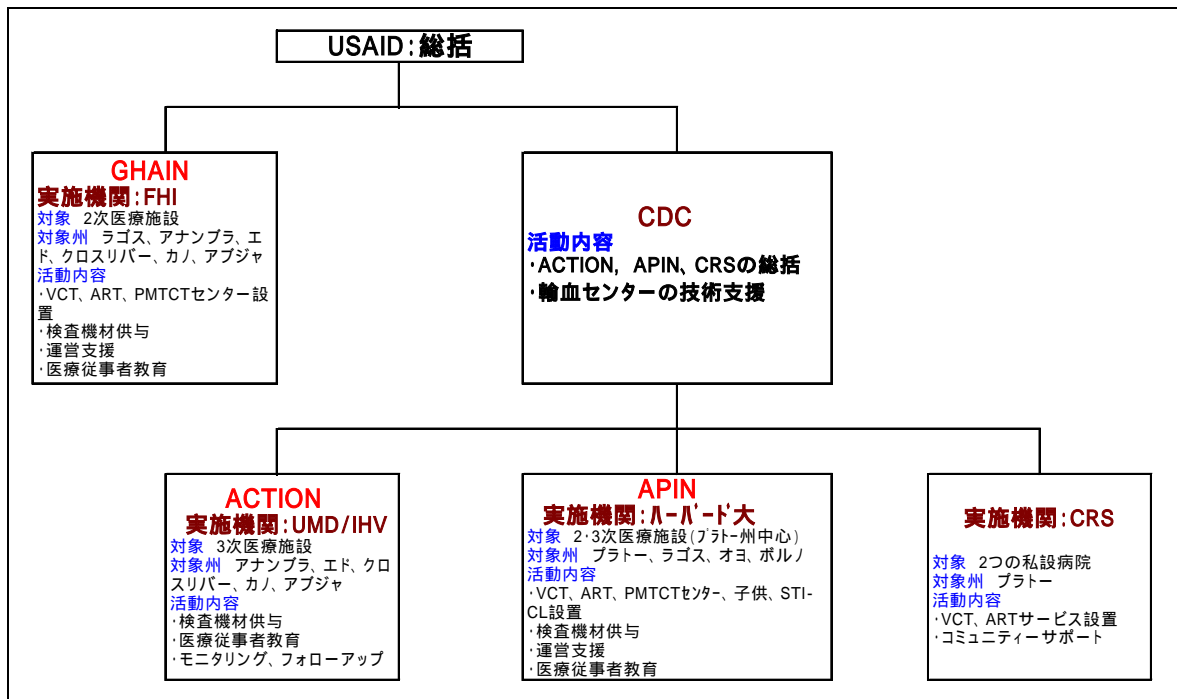 USAID:総括
GHAIN
実施機関:FHI
対象 2次医療施設
対象州 ラゴス、アナンブラ、エ
ド、クロスリバー、カノ、アブジャ
活動内容
・VCT、ART、PMTCTセンター設
置
・検査機材供与
・運営支援
・医療従事者教育
CDC
活動内容
・ACTION, APIN、CRSの総括
・輸血センターの技術支援
ACTION
実施機関:UMD/IHV
対象 3次医療施設
対象州 アナンブラ、エド、クロ
スリバー、カノ、アブジャ
活動内容
・検査機材供与
・医療従事者教育
・モニタリング、フォローアップ
APIN
実施機関:ハーバード大
対象 2・3次医療施設(プラトー州中心)
対象州 プラトー、ラゴス、オヨ、ボルノ
活動内容
・VCT、ART、PMTCTセンター、子供、STI-
CL設置
・検査機材供与
・運営支援
・医療従事者教育
実施機関:CRS
対象 2つの私設病院
対象州 プラトー
活動内容
・VCT、ARTサービス設置
・コミュニティーサポート